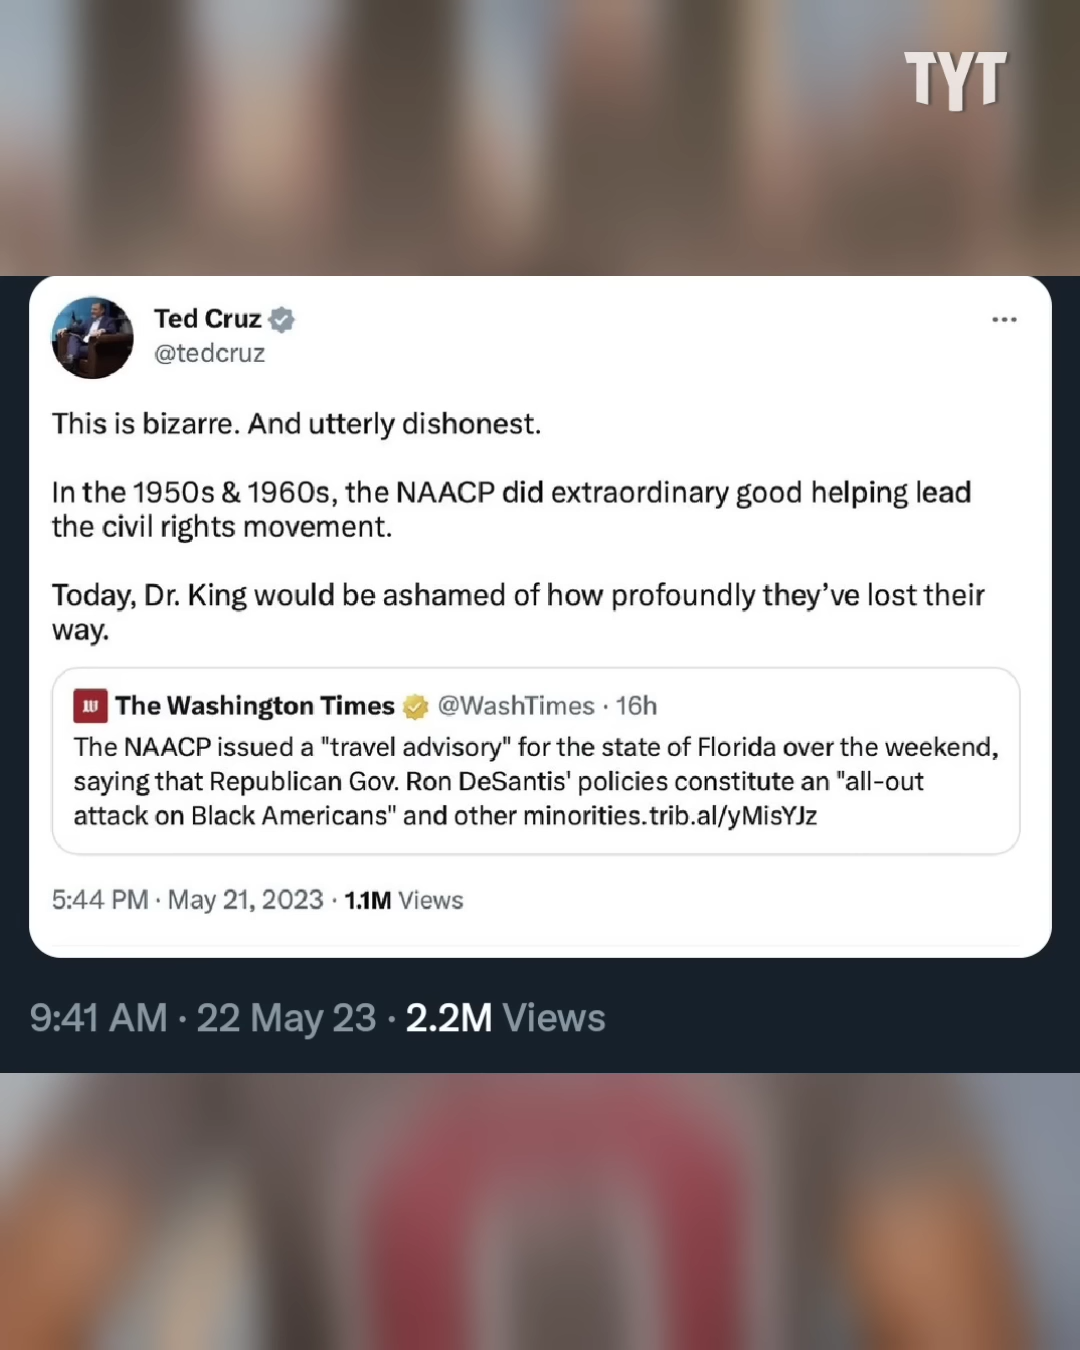 TYT
Ted Cruz
@tedcruz
This is bizarre. And utterly dishonest.
In the 1950s & 1960s, the NAACP did extraordinary good helping lead
the civil rights movement.
Today, Dr. King would be ashamed of how profoundly they’ve lost their
way.
The Washington Times @WashTimes · 16h
The NAACP issued a "travel advisory" for the state of Florida over the weekend,
saying that Republican Gov. Ron DeSantis' policies constitute an "all-out
attack on Black Americans" and other minorities.trib.al/yMisYJz
5:44 PM · May 21, 2023 · 1.1M Views
9:41 AM · 22 May 23 · 2.2M Views